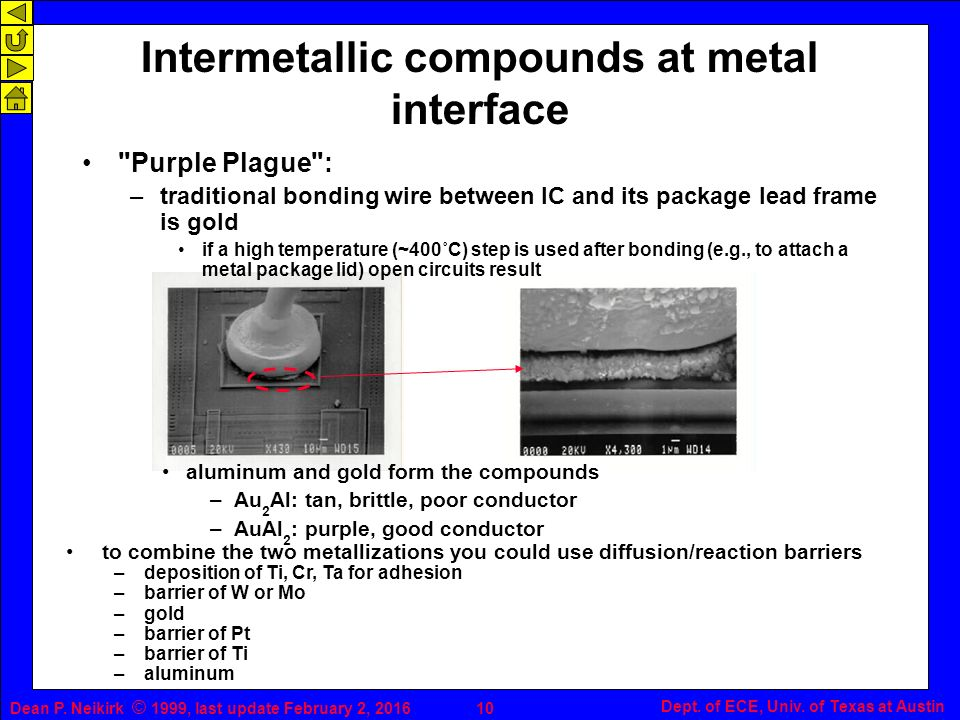 Intermetallic compounds at metal
interface
• "Purple Plague":
– traditional bonding wire between IC and its package lead frame
is gold
• if a high temperature (~400˚C) step is used after bonding (e.g., to attach a
metal package lid) open circuits result
0005 20KU X430 10µm WD15
0000 20KU X4,300 1µm WD14
• aluminum and gold form the compounds
– Au2Al: tan, brittle, poor conductor
– AuAl2: purple, good conductor
• to combine the two metallizations you could use diffusion/reaction barriers
– deposition of Ti, Cr, Ta for adhesion
– barrier of W or Mo
– gold
– barrier of Pt
– barrier of Ti
– aluminum
Dean P. Neikirk © 1999, last update February 2, 2016 10 Dept. of ECE, Univ. of Texas at Austin